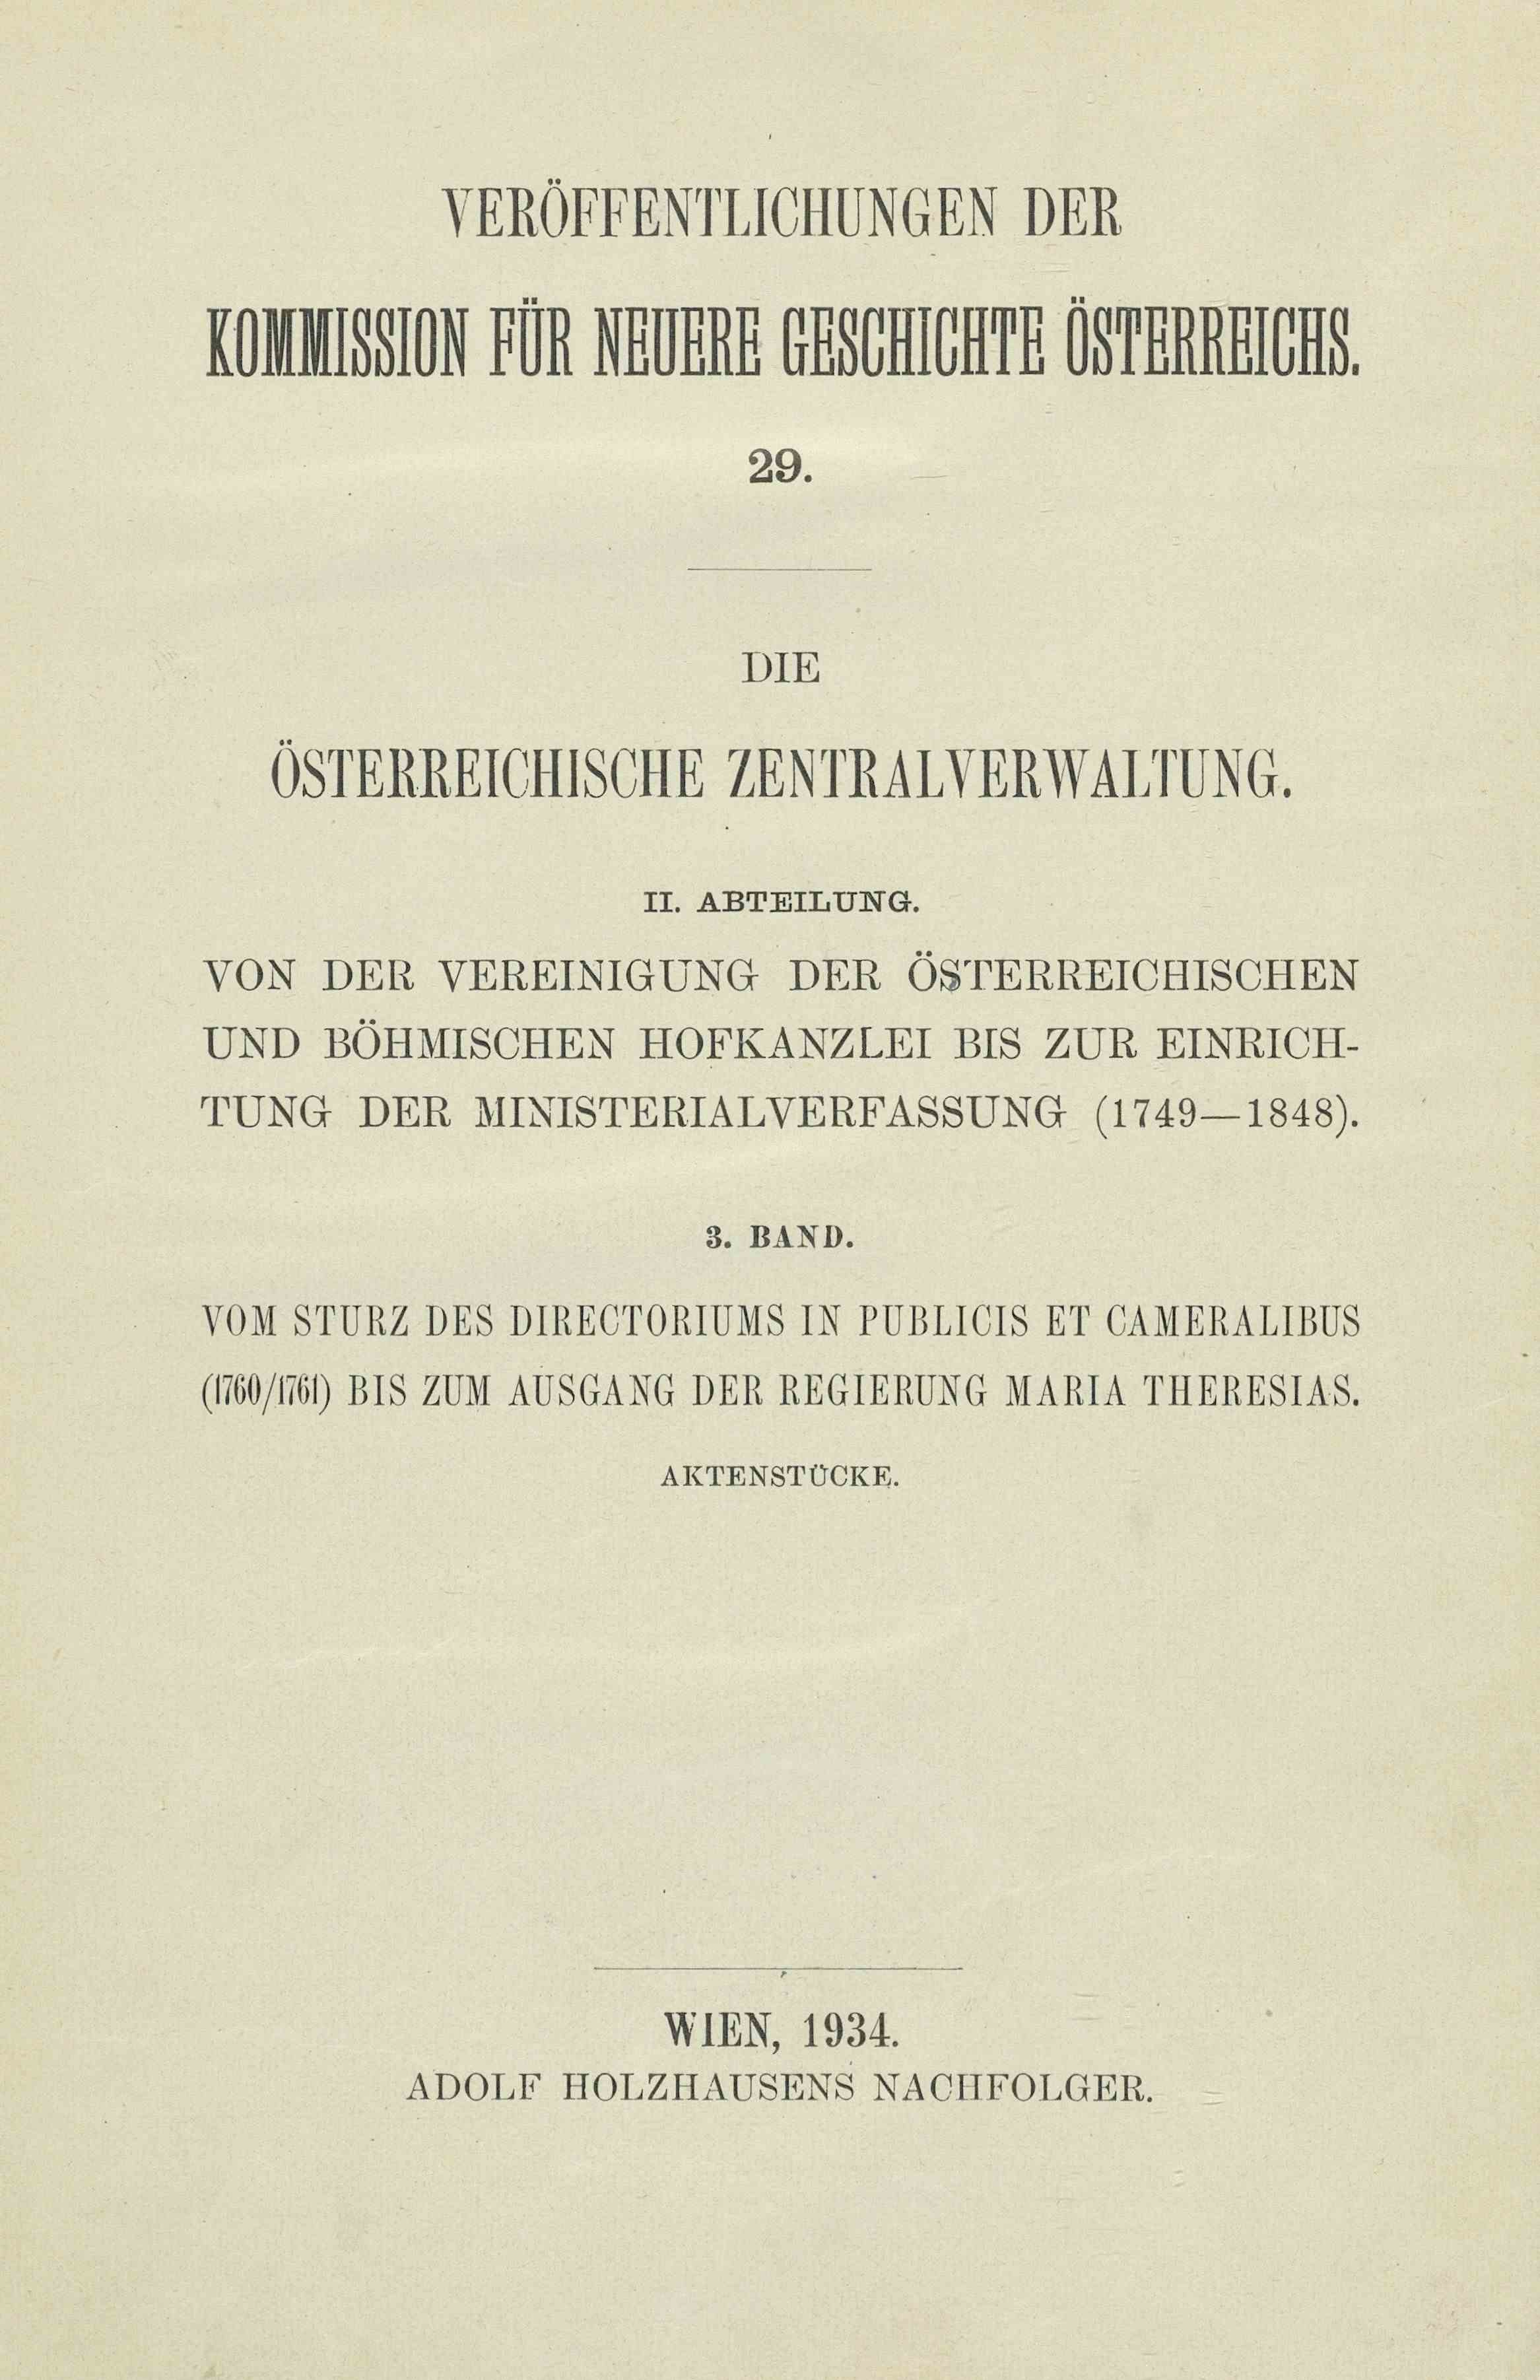 VERÖFFENTLICHUNGEN DER
KOMMISSION FÜR NEUERE GESCHICHTE ÖSTERREICHS.
29.
DIE
ÖSTERREICHISCHE ZENTRALVERWALTUNG.
II. ABTEILUNG.
VON DER VEREINIGUNG DER ÖSTERREICHISCHEN
UND BÖHMISCHEN HOFKANZLEI BIS ZUR EINRICH-
TUNG DER MINISTERIALVERFASSUNG (1749—1848).
3. BAND.
VOM STURZ DES DIRECTORIUMS IN PUBLICIS ET CAMERALIBUS
(1760/1761) BIS ZUM AUSGANG DER REGIERUNG MARIA THERESIAS.
AKTENSTÜCKE.
WIEN, 1934.
ADOLF HOLZHAUSENS NACHFOLGER.